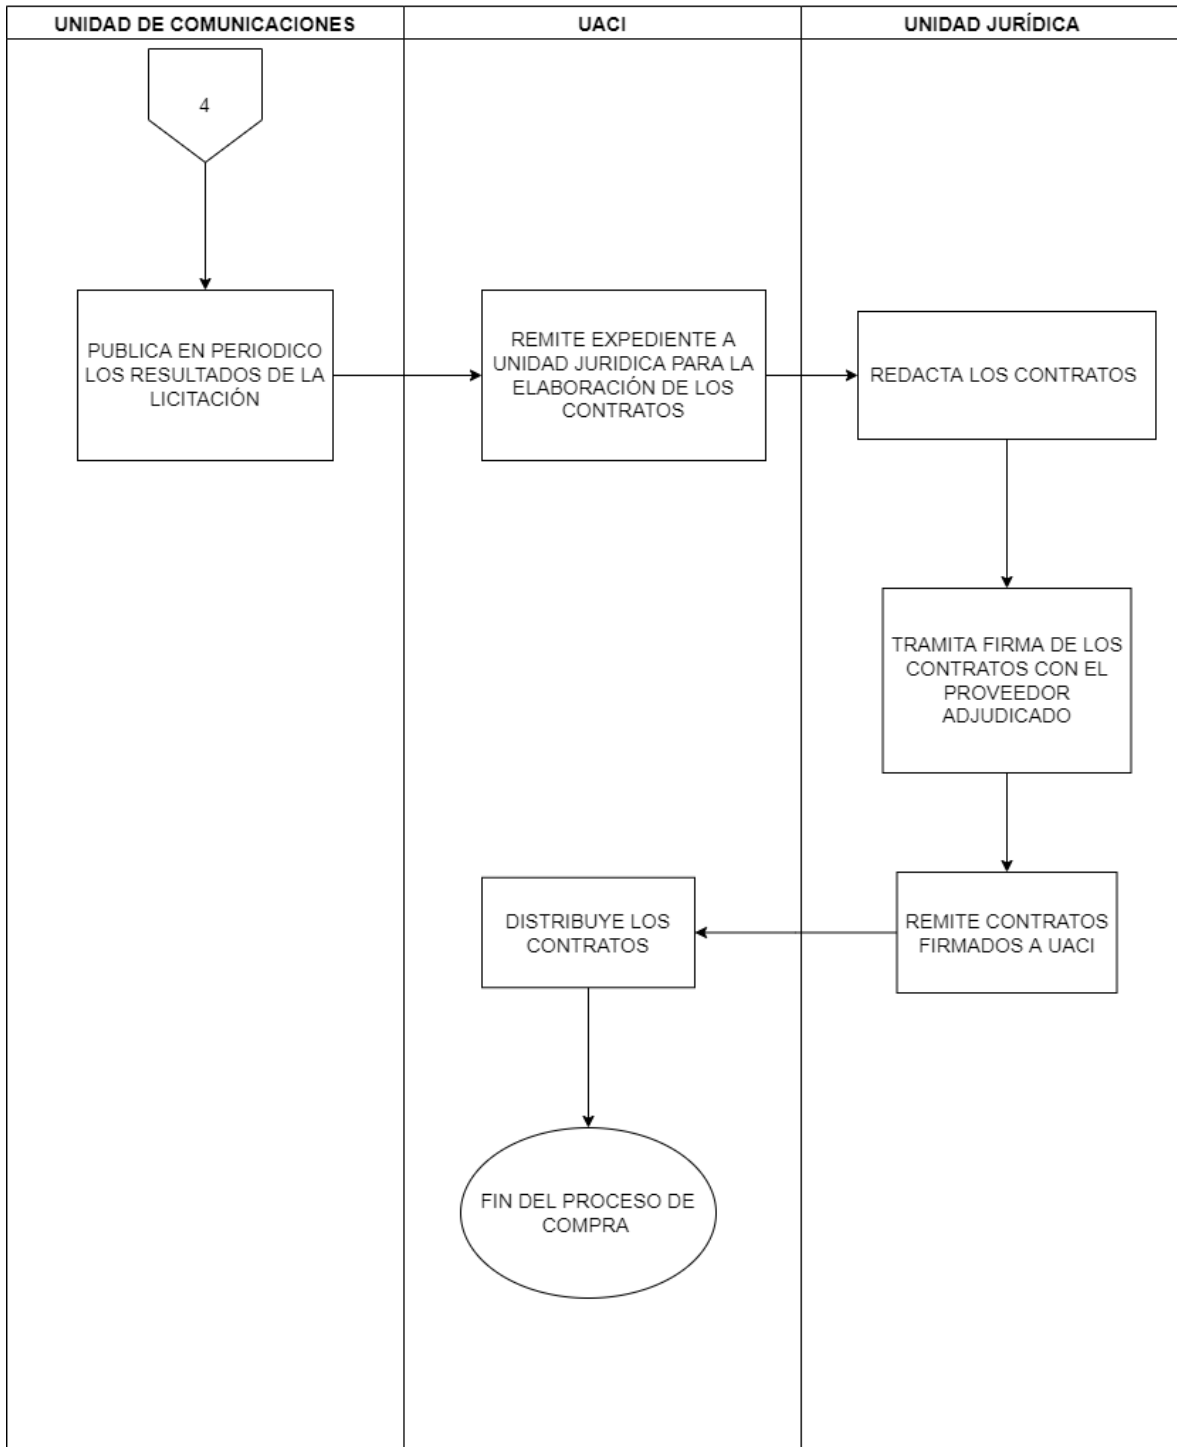 UNIDAD DE COMUNICACIONES
UACI
UNIDAD JURÍDICA
4
PUBLICA EN PERIODICO
LOS RESULTADOS DE LA
LICITACIÓN
REMITE EXPEDIENTE A
UNIDAD JURIDICA PARA LA
ELABORACIÓN DE LOS
CONTRATOS
REDACTA LOS CONTRATOS
TRAMITA FIRMA DE LOS
CONTRATOS CON EL
PROVEEDOR
ADJUDICADO
REMITE CONTRATOS
FIRMADOS A UACI
DISTRIBUYE LOS
CONTRATOS
FIN DEL PROCESO DE
COMPRA